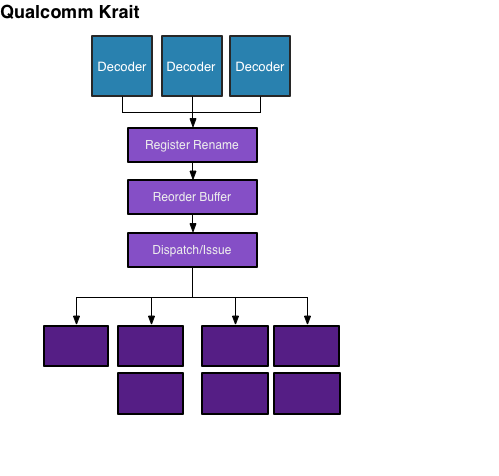 Qualcomm Krait
Decoder Decoder Decoder
Register Rename
Reorder Buffer
Dispatch/Issue